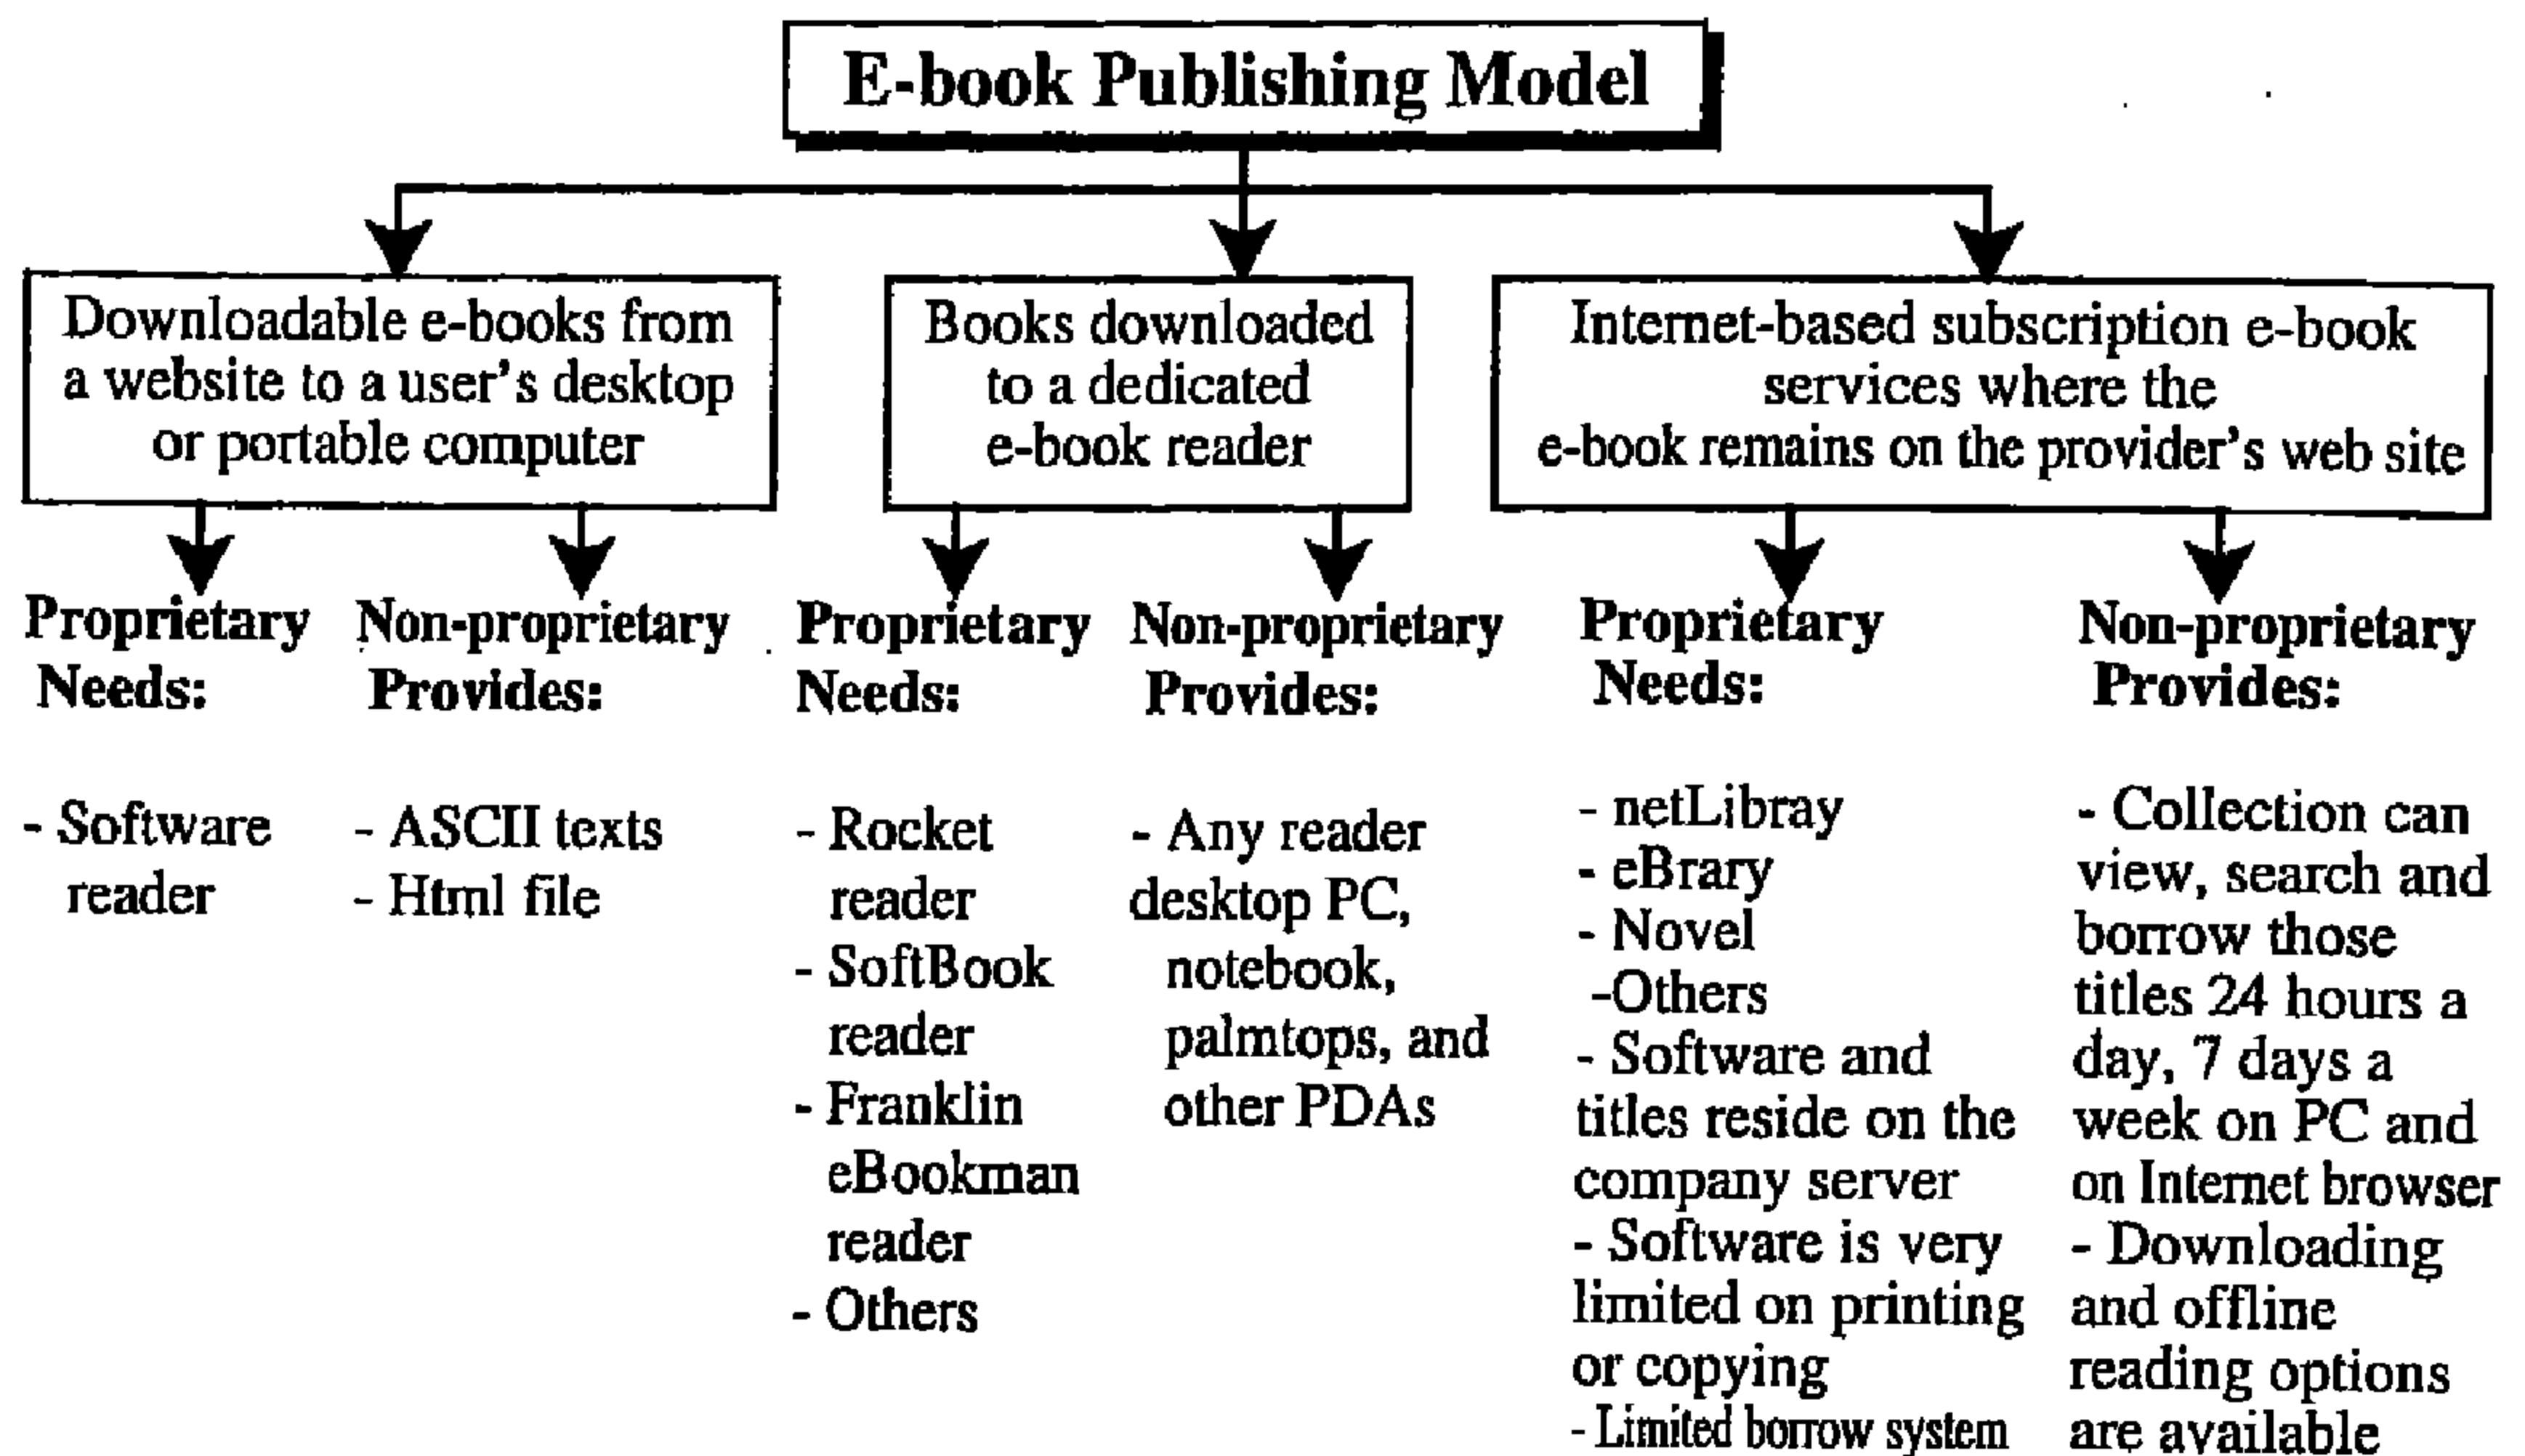 E-book Publishing Model
Downloadable e-books from
a website to a user's desktop
or portable computer
Books downloaded
to a dedicated
e-book reader
Internet-based subscription e-book
services where the
e-book remains on the provider's web site
Proprietary
Needs:
- Software
reader
Non-proprietary
Provides:
- ASCII texts
- Html file
Proprietary
Needs:
- Rocket
reader
- SoftBook
reader
- Franklin
eBookman
reader
- Others
Non-proprietary
Provides:
- Any reader
desktop PC,
notebook,
palmtops, and
other PDAs
Proprietary
Needs:
- netLibray
- eBrary
- Novel
-Others
- Software and
titles reside on the
company server
- Software is very
limited on printing
or copying
- Limited borrow system
Non-proprietary
Provides:
- Collection can
view, search and
borrow those
titles 24 hours a
day, 7 days a
week on PC and
on Internet browser
- Downloading
and offline
reading options
are available